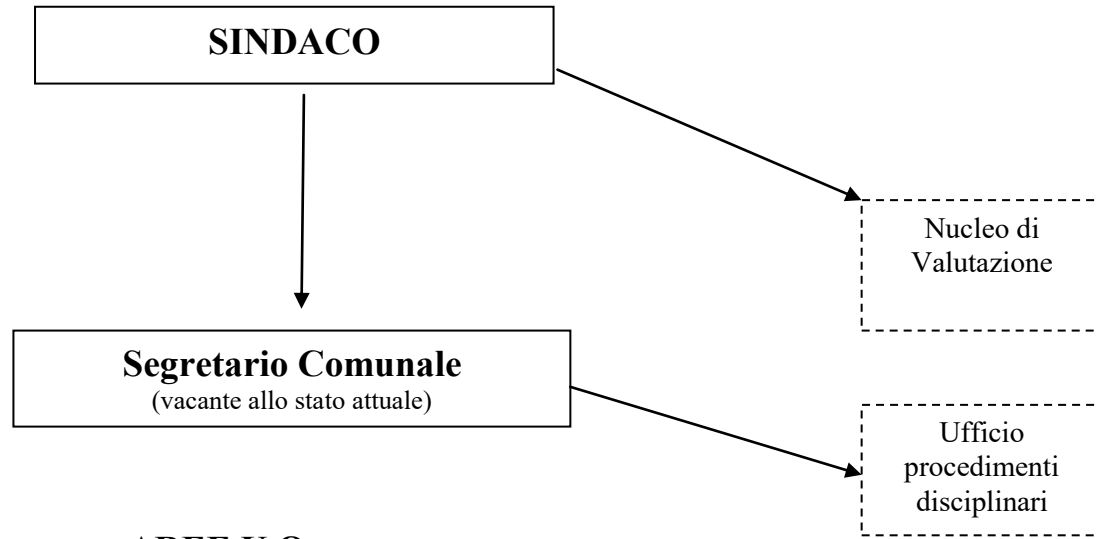 SINDACO
Nucleo di
Valutazione
Segretario Comunale
(vacante allo stato attuale)
Ufficio
procedimenti
disciplinari